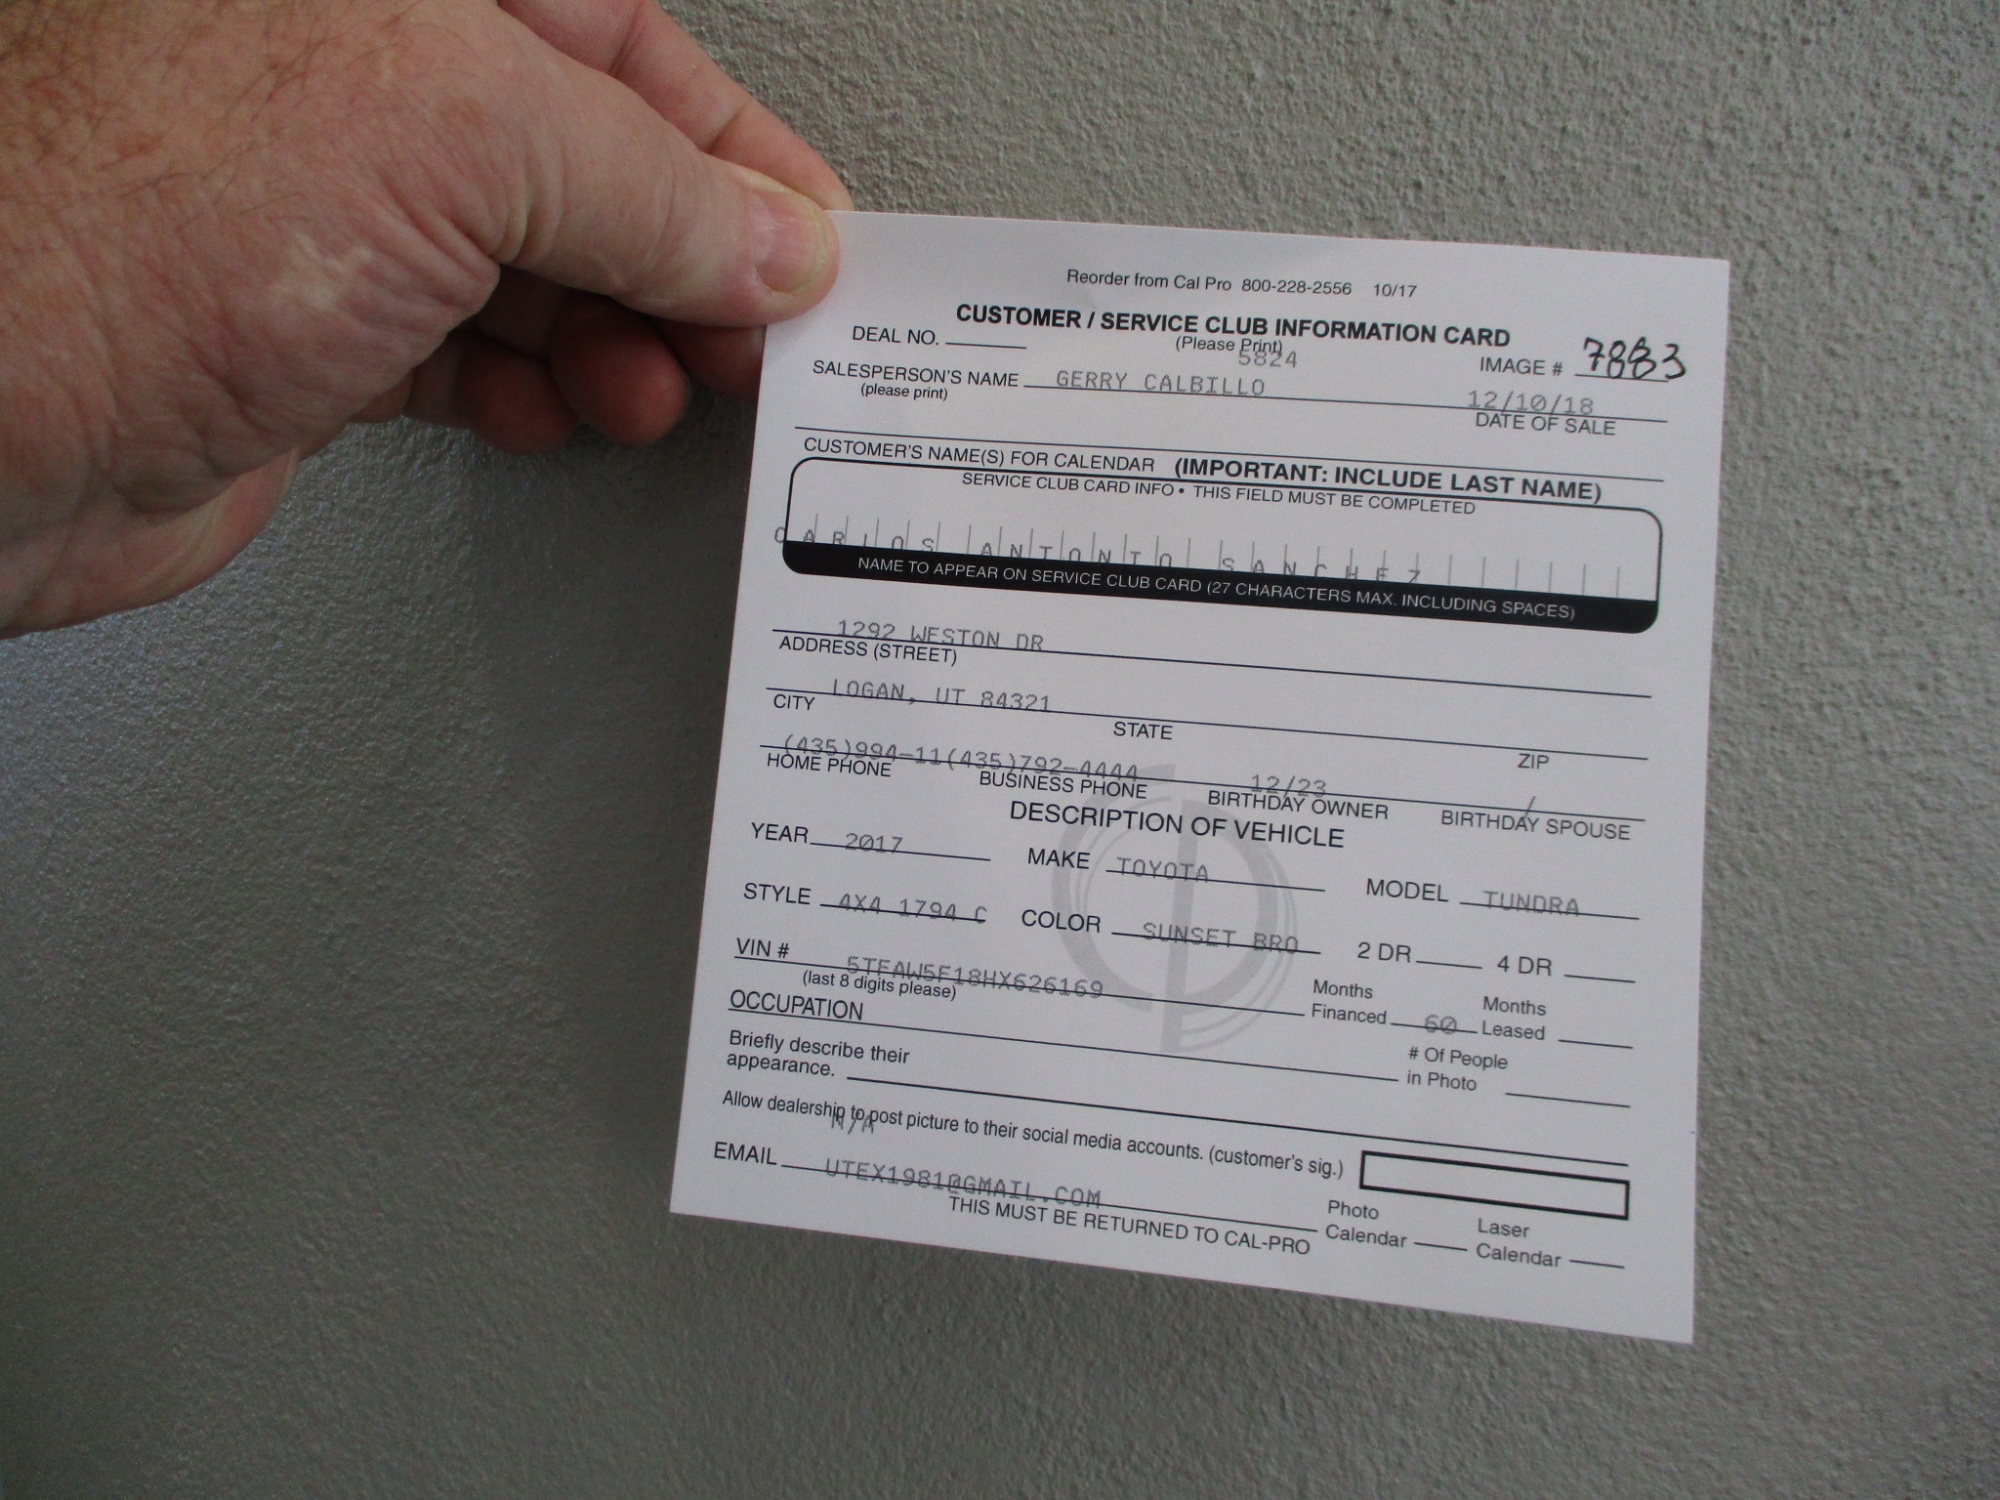 Reorder from Cal Pro 800-228-2556 10/17
CUSTOMER / SERVICE CLUB INFORMATION CARD
DEAL NO. (Please Print) 5824 IMAGE # 7883
SALESPERSON'S NAME GERRY CALBILLO 12/10/18
(please print) DATE OF SALE
CUSTOMER'S NAME(S) FOR CALENDAR (IMPORTANT: INCLUDE LAST NAME)
SERVICE CLUB CARD INFO • THIS FIELD MUST BE COMPLETED
CARLOS ANTONIO SANCHEZ
NAME TO APPEAR ON SERVICE CLUB CARD (27 CHARACTERS MAX. INCLUDING SPACES)
1292 WESTON DR
ADDRESS (STREET)
LOGAN, UT 84321
CITY STATE ZIP
(435)994-11(435)792-4444 12/23 /
HOME PHONE BUSINESS PHONE BIRTHDAY OWNER BIRTHDAY SPOUSE
DESCRIPTION OF VEHICLE
YEAR 2017 MAKE TOYOTA MODEL TUNDRA
STYLE 4X4 1794 C COLOR SUNSET BRO 2 DR 4 DR
VIN # 5TFAW5F18HX626169
(last 8 digits please) Months Financed 60 Months Leased
OCCUPATION
Briefly describe their appearance. # Of People in Photo
Allow dealership to post picture to their social media accounts. (customer's sig.)
N/A
EMAIL UTEX1981@GMAIL.COM
THIS MUST BE RETURNED TO CAL-PRO Photo Calendar Laser Calendar